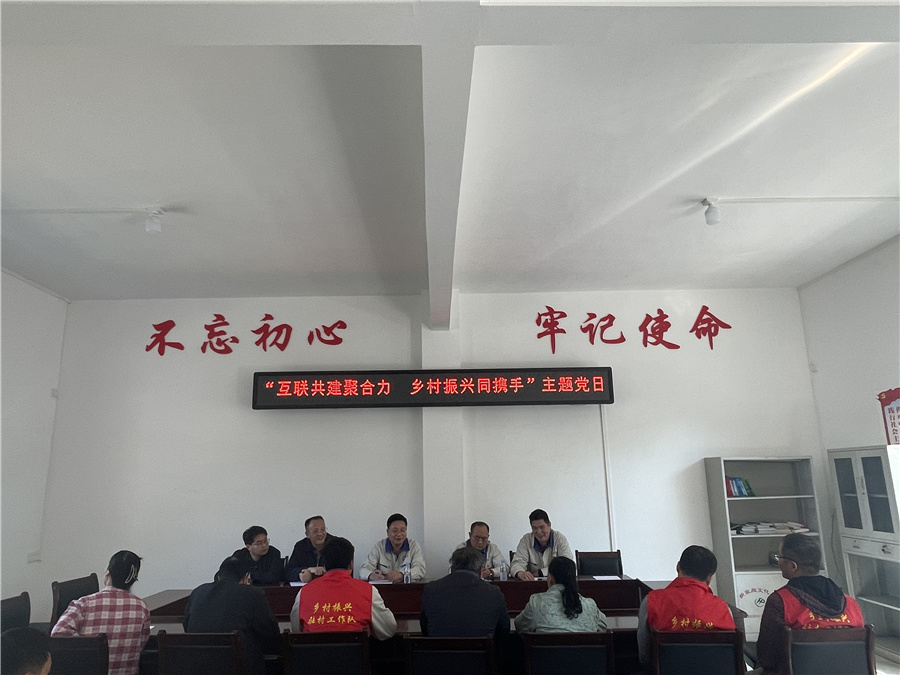 不忘初心
牢记使命
“互联共建聚合力 乡村振兴同携手”主题党日
乡村振兴
驻村工作队
乡村振兴